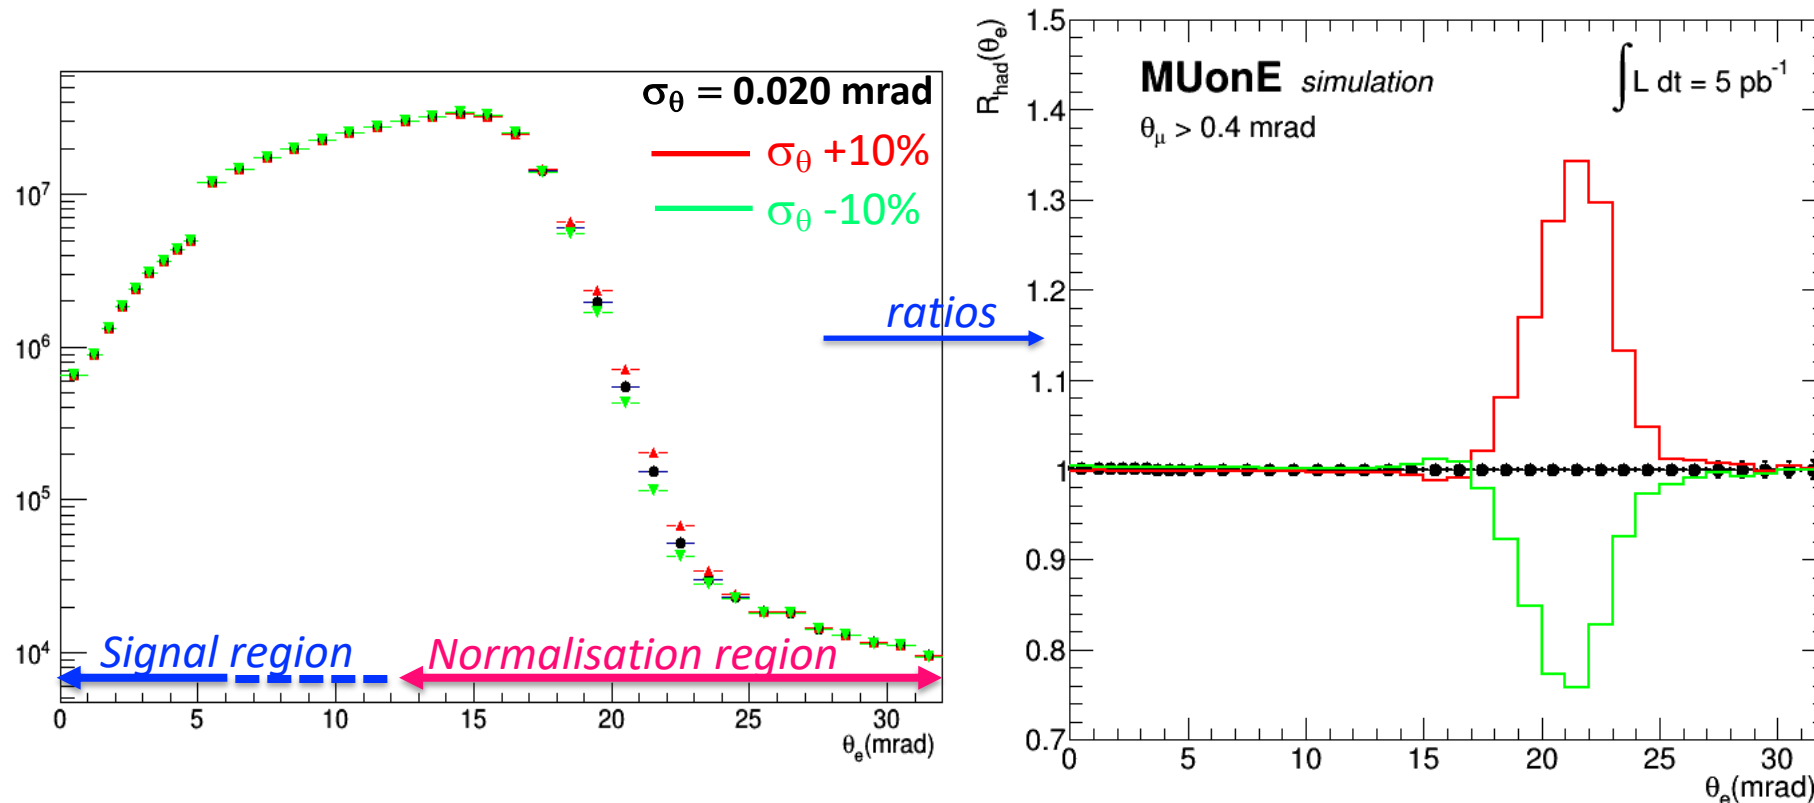 σθ = 0.020 mrad
σθ +10%
σθ -10%
10⁷
10⁶
10⁵
10⁴
Signal region
Normalisation region
0 5 10 15 20 25 30
θe(mrad)
ratios
Rhad(θe)
MUonE simulation
∫L dt = 5 pb⁻¹
θμ > 0.4 mrad
1.5
1.4
1.3
1.2
1.1
1
0.9
0.8
0.7
0 5 10 15 20 25 30
θe(mrad)